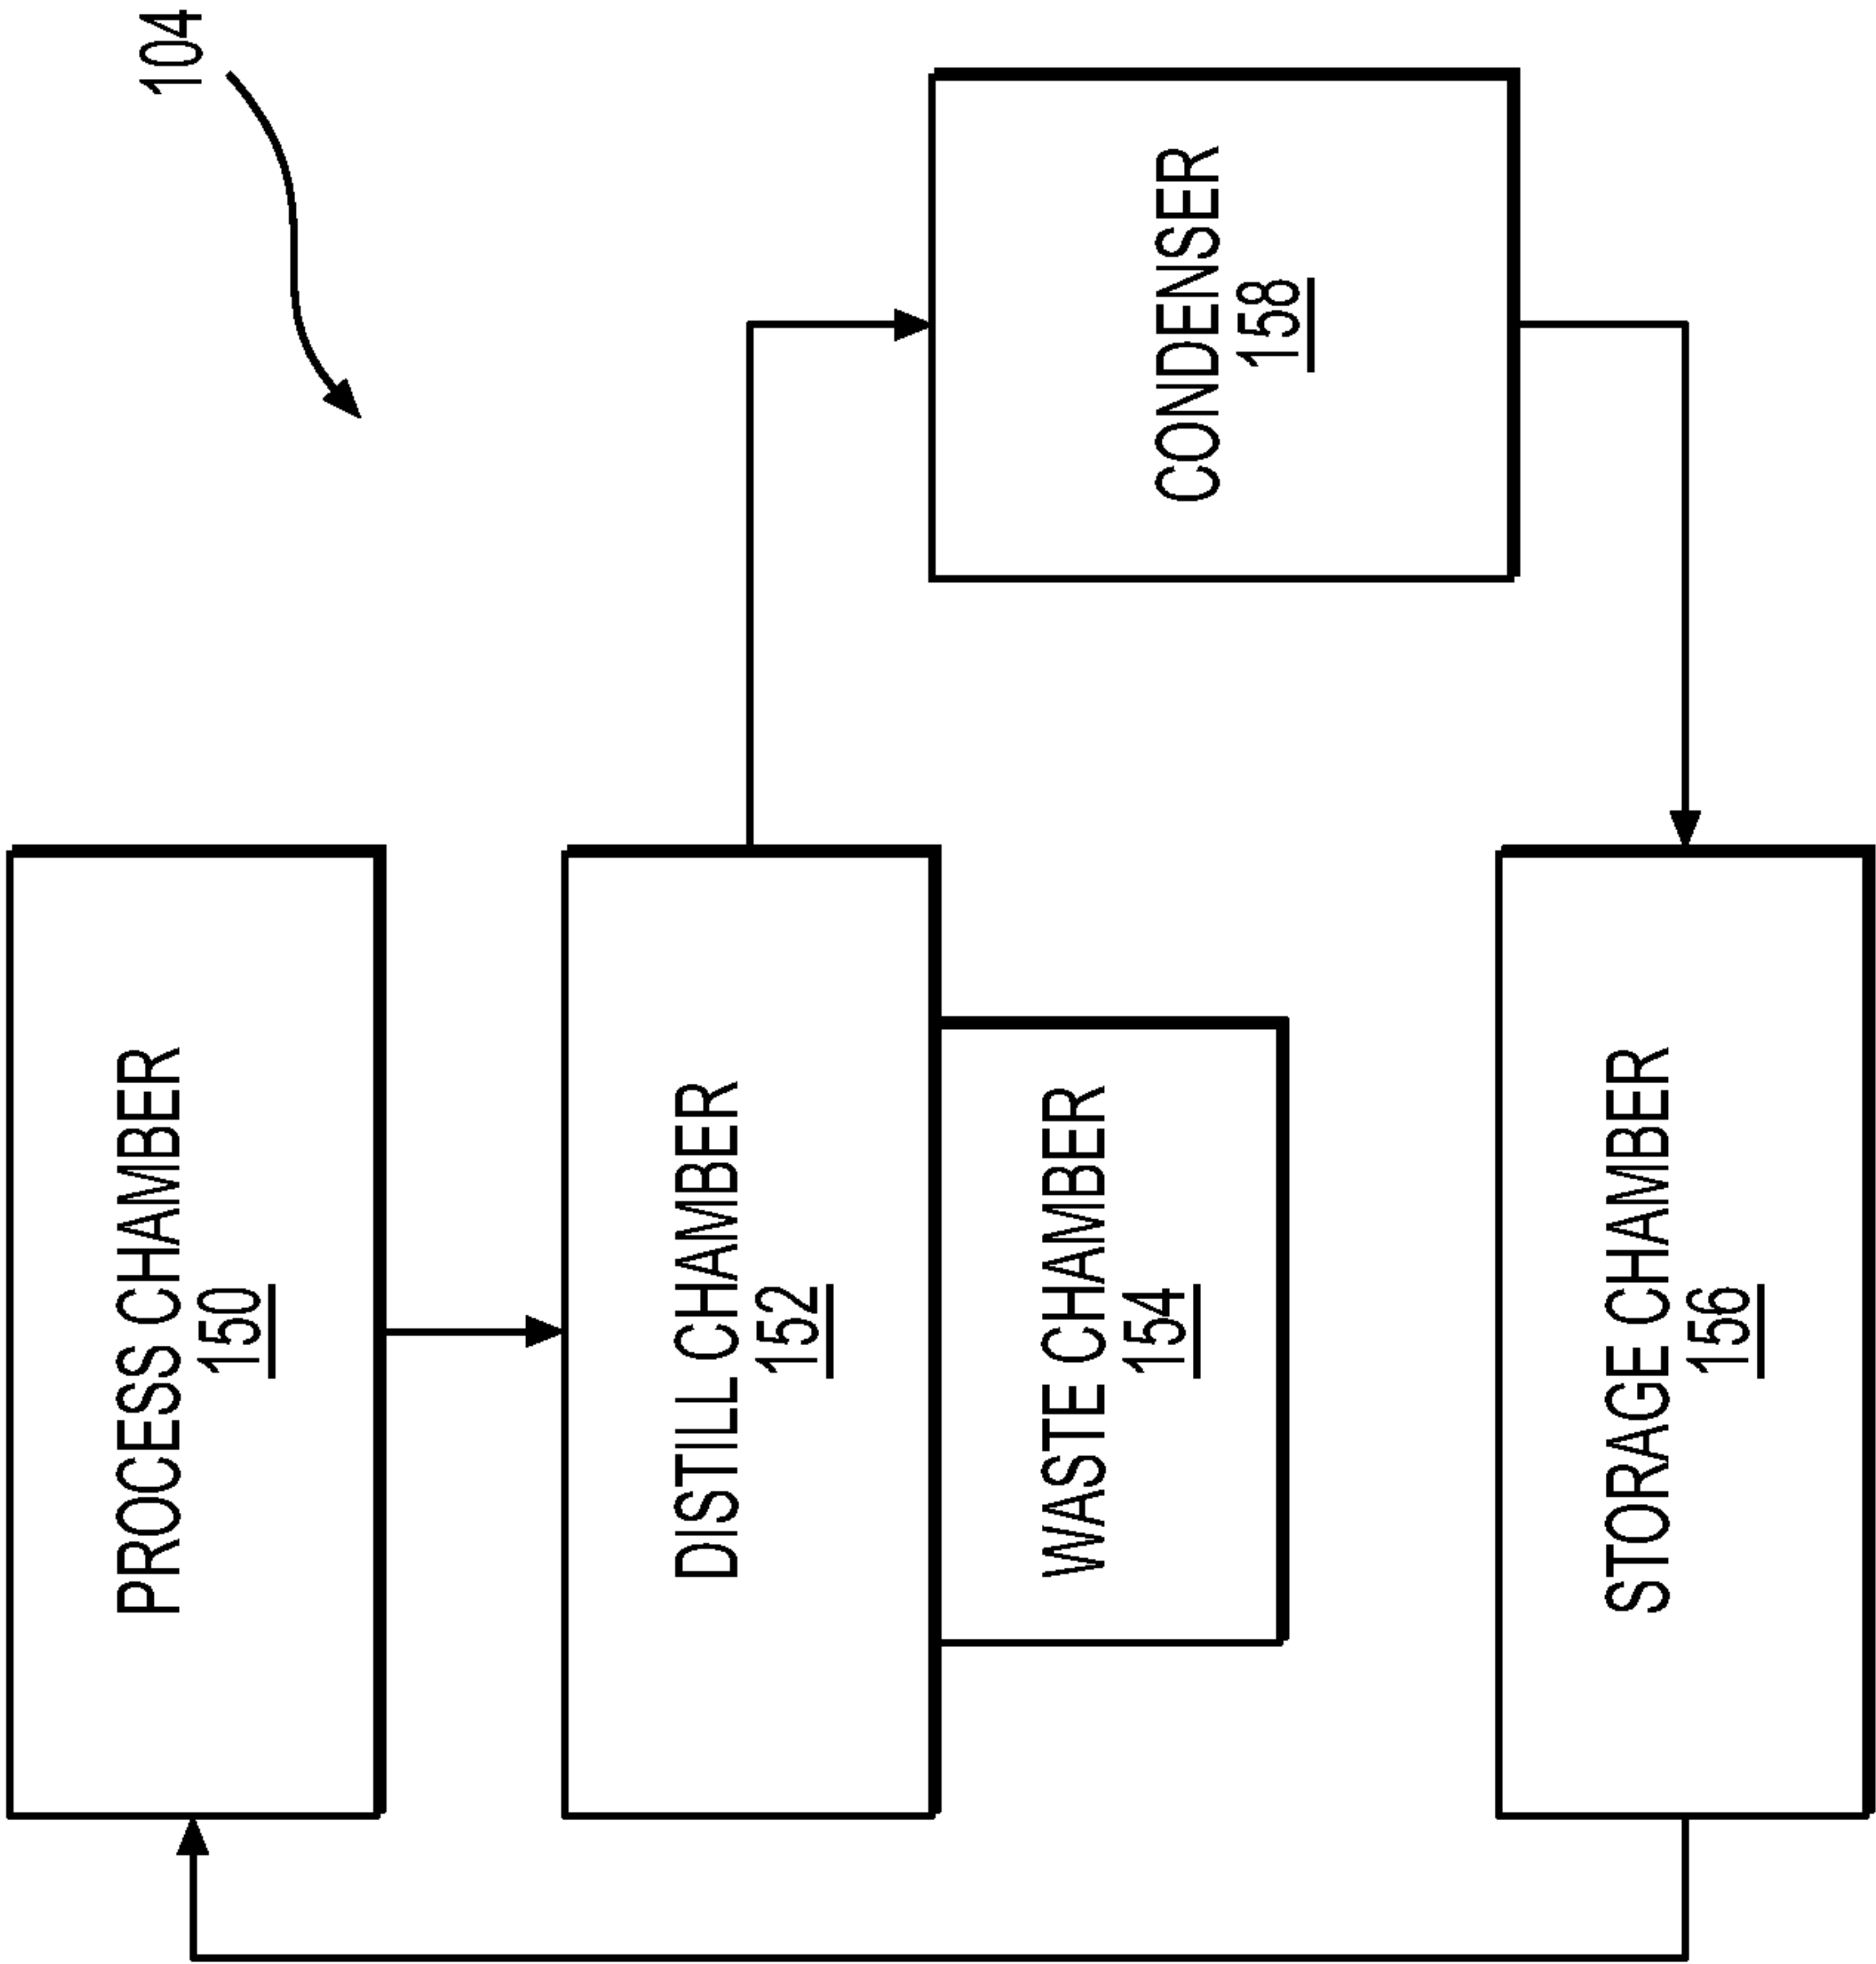 104
PROCESS CHAMBER
150
DISTILL CHAMBER
152
WASTE CHAMBER
154
CONDENSER
158
STORAGE CHAMBER
156